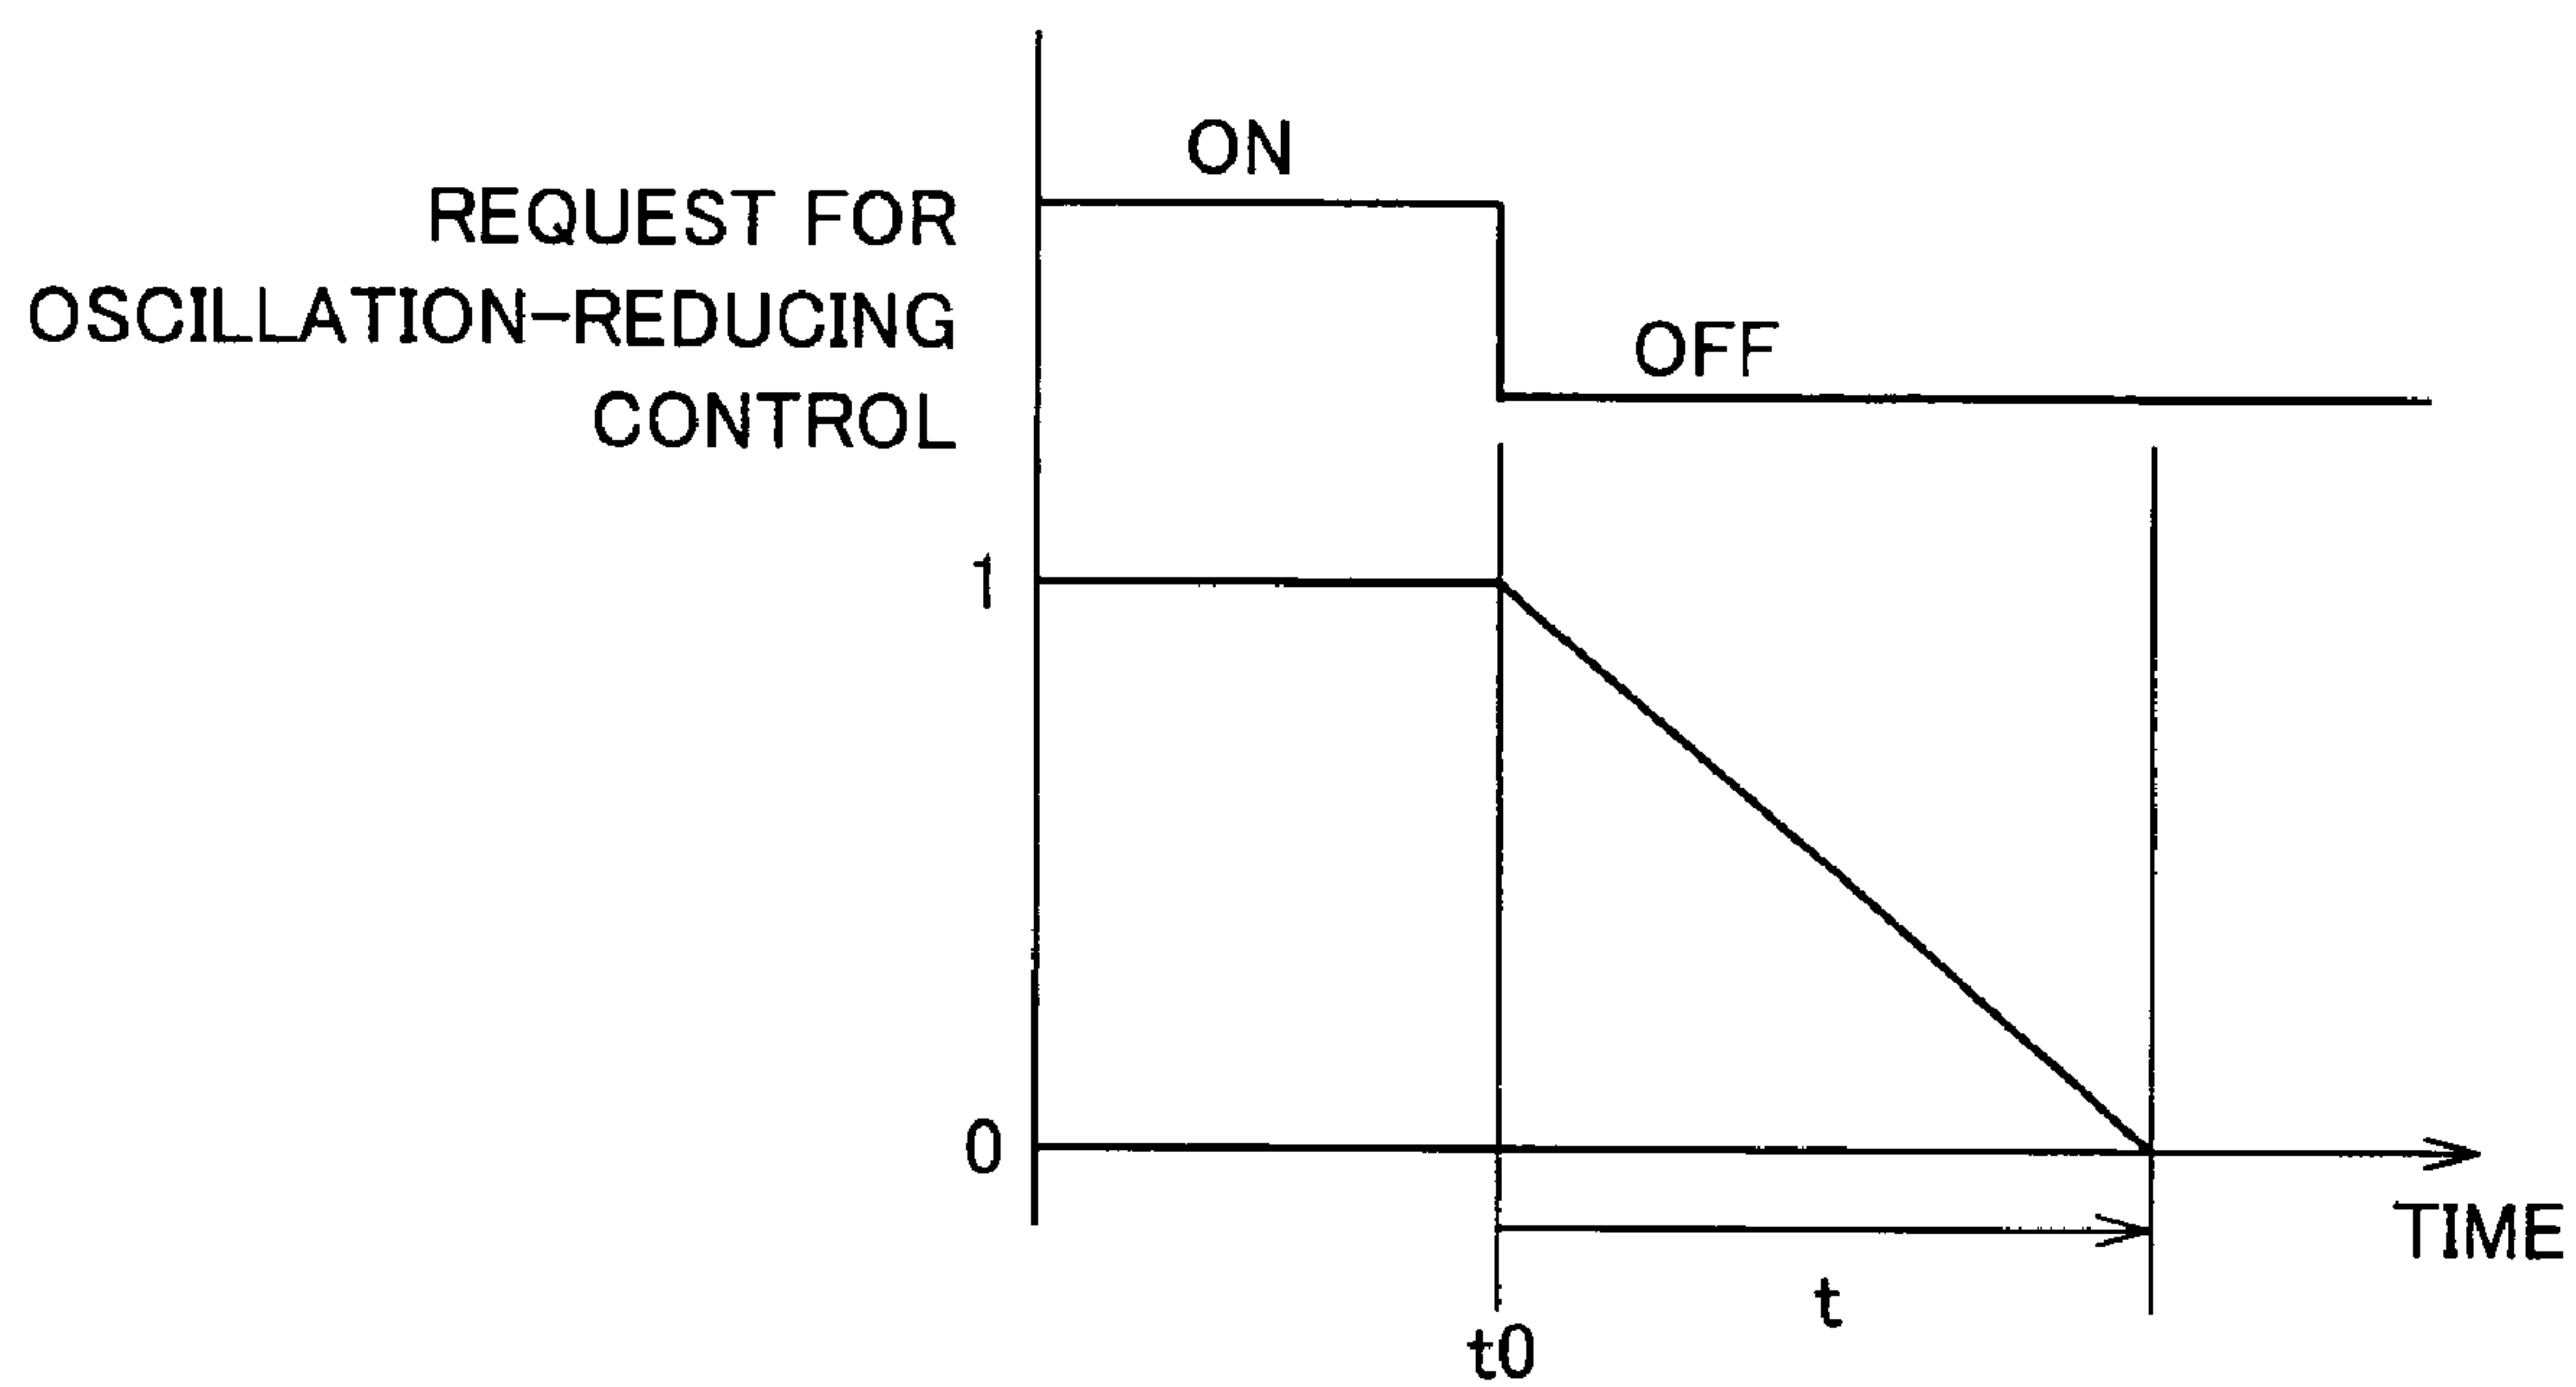 ON
REQUEST FOR
OSCILLATION-REDUCING
CONTROL
OFF
1
0
TIME
t
t0